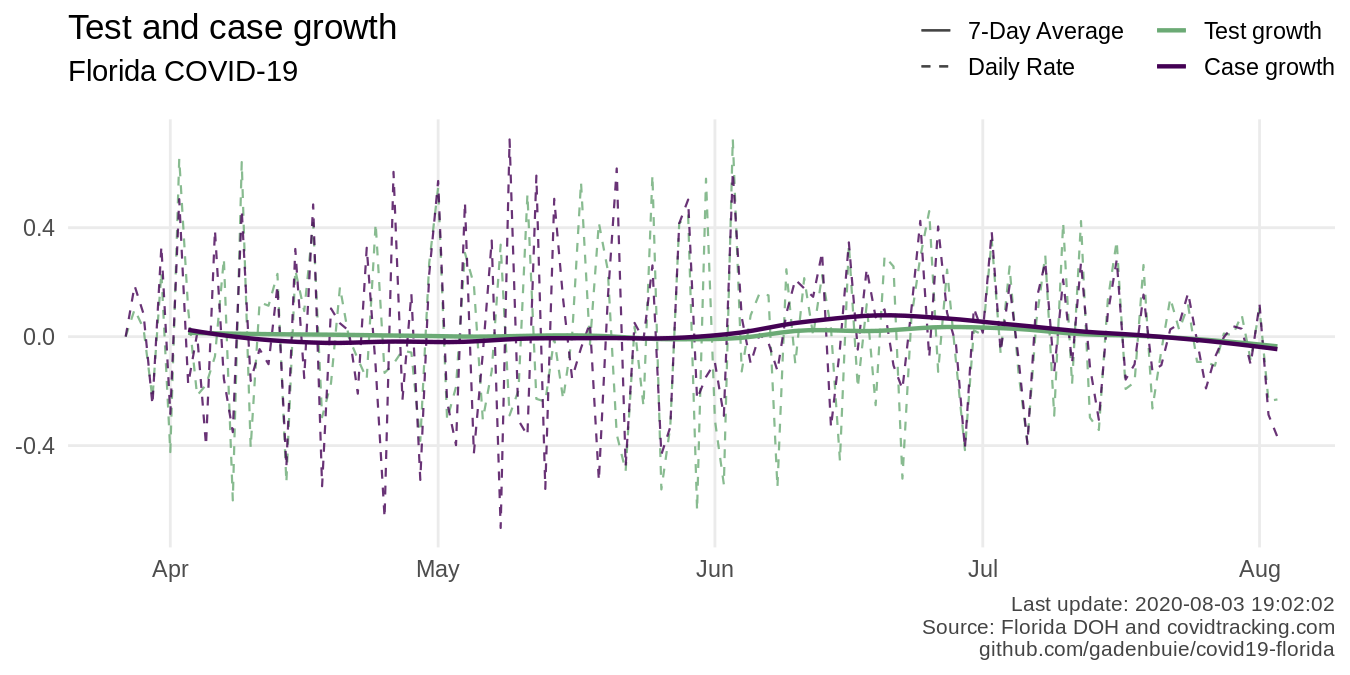 Test and case growth
Florida COVID-19
7-Day Average
Test growth
Daily Rate
Case growth
0.4
0.0
-0.4
Apr
May
Jun
Jul
Aug
Last update: 2020-08-03 19:02:02
Source: Florida DOH and covidtracking.com
github.com/gadenbuie/covid19-florida